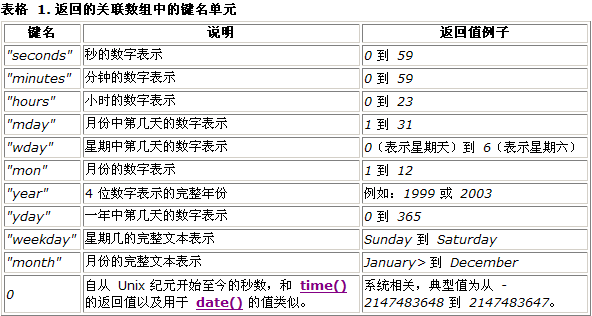 表格 1. 返回的关联数组中的键名单元
键名 说明 返回值例子
"seconds" 秒的数字表示 0 到 59
"minutes" 分钟的数字表示 0 到 59
"hours" 小时的数字表示 0 到 23
"mday" 月份中第几天的数字表示 1 到 31
"wday" 星期中第几天的数字表示 0（表示星期天）到 6（表示星期六）
"mon" 月份的数字表示 1 到 12
"year" 4 位数字表示的完整年份 例如：1999 或 2003
"yday" 一年中第几天的数字表示 0 到 365
"weekday" 星期几的完整文本表示 Sunday 到 Saturday
"month" 月份的完整文本表示 January> 到 December
0 自从 Unix 纪元开始至今的秒数，和 time() 系统相关，典型值为从 -
的返回值以及用于 date() 的值类似。 2147483648 到 2147483647。